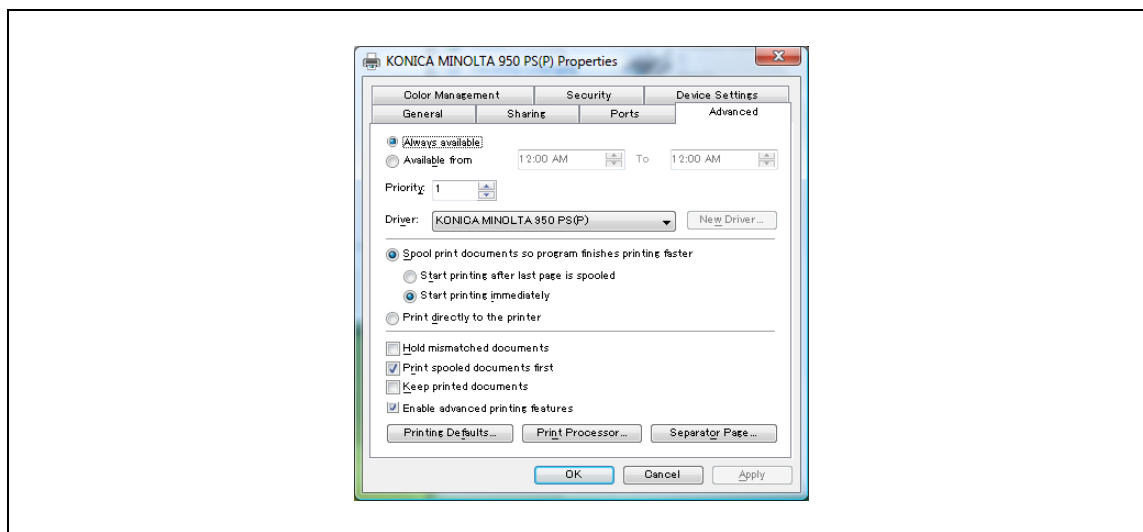 KONICA MINOLTA 950 PS(P) Properties
Color Management Security Device Settings
General Sharing Ports Advanced
Always available
Available from 12:00 AM To 12:00 AM
Priority: 1
Driver: KONICA MINOLTA 950 PS(P) New Driver...
Spool print documents so program finishes printing faster
Start printing after last page is spooled
Start printing immediately
Print directly to the printer
Hold mismatched documents
Print spooled documents first
Keep printed documents
Enable advanced printing features
Printing Defaults... Print Processor... Separator Page...
OK Cancel Apply